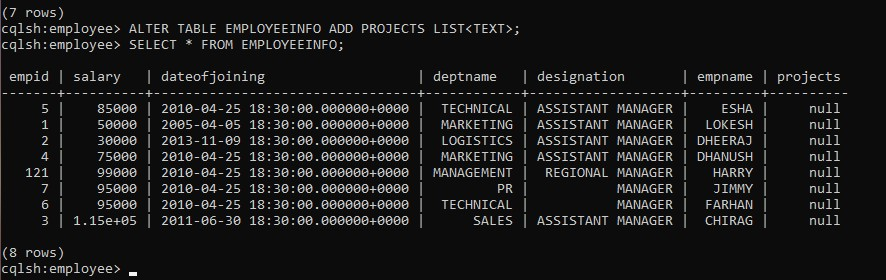 (7 rows)
cqlsh:employee> ALTER TABLE EMPLOYEEINFO ADD PROJECTS LIST<TEXT>;
cqlsh:employee> SELECT * FROM EMPLOYEEINFO;

 empid | salary   | dateofjoining                   | deptname   | designation       | empname | projects
-------+----------+---------------------------------+------------+-------------------+---------+----------
     5 |    85000 | 2010-04-25 18:30:00.000000+0000 |  TECHNICAL | ASSISTANT MANAGER |    ESHA |     null
     1 |    50000 | 2005-04-05 18:30:00.000000+0000 |  MARKETING | ASSISTANT MANAGER |  LOKESH |     null
     2 |    30000 | 2013-11-09 18:30:00.000000+0000 |  LOGISTICS | ASSISTANT MANAGER | DHEERAJ |     null
     4 |    75000 | 2010-04-25 18:30:00.000000+0000 |  MARKETING | ASSISTANT MANAGER | DHANUSH |     null
   121 |    99000 | 2010-04-25 18:30:00.000000+0000 | MANAGEMENT |  REGIONAL MANAGER |   HARRY |     null
     7 |    95000 | 2010-04-25 18:30:00.000000+0000 |         PR |           MANAGER |   JIMMY |     null
     6 |    95000 | 2010-04-25 18:30:00.000000+0000 |  TECHNICAL |           MANAGER |  FARHAN |     null
     3 | 1.15e+05 | 2011-06-30 18:30:00.000000+0000 |      SALES | ASSISTANT MANAGER |  CHIRAG |     null

(8 rows)
cqlsh:employee>